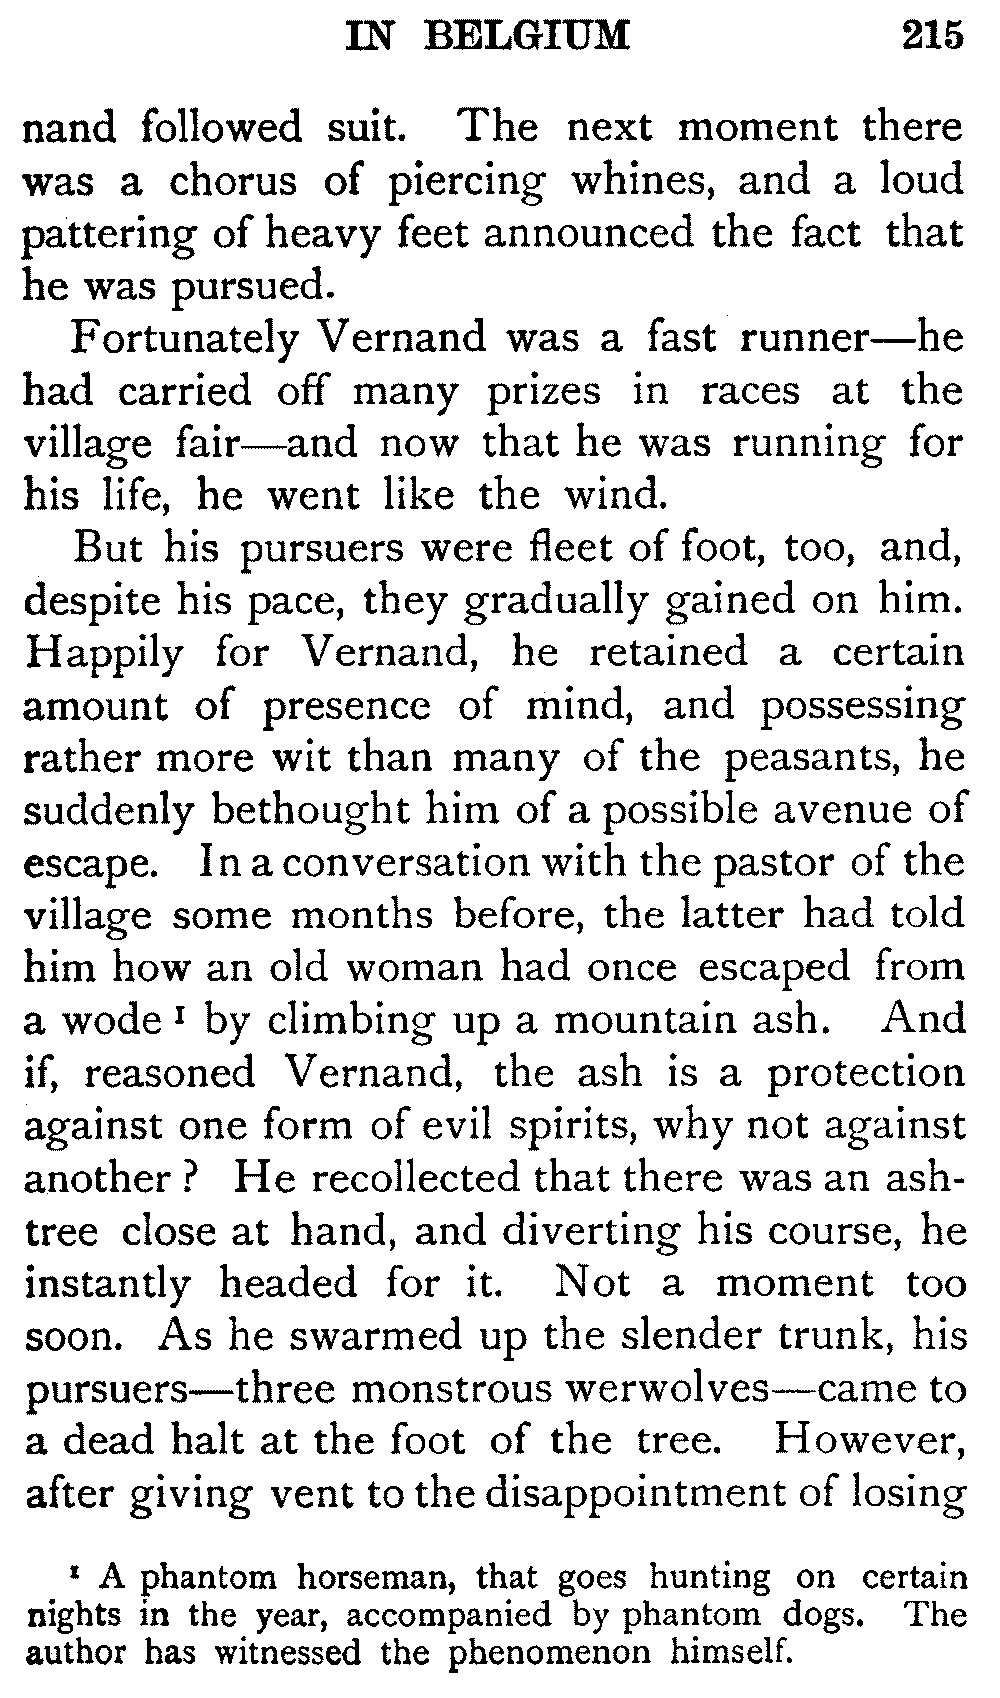 IN BELGIUM 215
nand followed suit. The next moment there
was a chorus of piercing whines, and a loud
pattering of heavy feet announced the fact that
he was pursued.
Fortunately Vernand was a fast runner—he
had carried off many prizes in races at the
village fair—and now that he was running for
his life, he went like the wind.
But his pursuers were fleet of foot, too, and,
despite his pace, they gradually gained on him.
Happily for Vernand, he retained a certain
amount of presence of mind, and possessing
rather more wit than many of the peasants, he
suddenly bethought him of a possible avenue of
escape. In a conversation with the pastor of the
village some months before, the latter had told
him how an old woman had once escaped from
a wode ¹ by climbing up a mountain ash. And
if, reasoned Vernand, the ash is a protection
against one form of evil spirits, why not against
another? He recollected that there was an ash-
tree close at hand, and diverting his course, he
instantly headed for it. Not a moment too
soon. As he swarmed up the slender trunk, his
pursuers—three monstrous werwolves—came to
a dead halt at the foot of the tree. However,
after giving vent to the disappointment of losing
¹ A phantom horseman, that goes hunting on certain
nights in the year, accompanied by phantom dogs. The
author has witnessed the phenomenon himself.